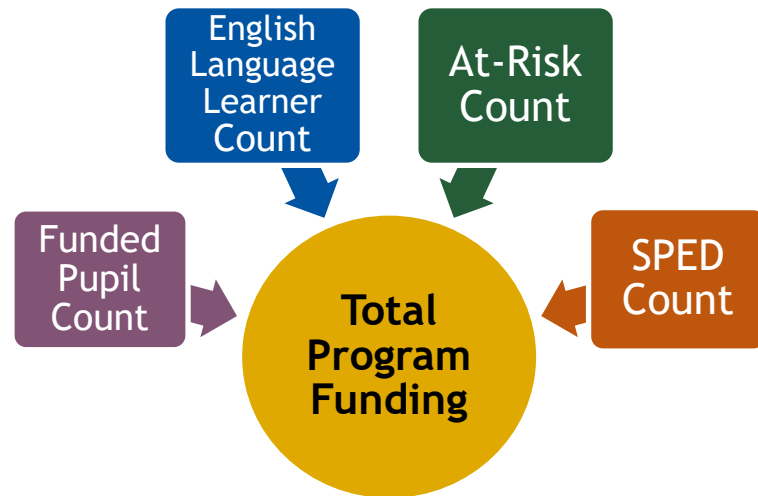 English
Language
Learner
Count
At-Risk
Count
Funded
Pupil
Count
SPED
Count
Total
Program
Funding